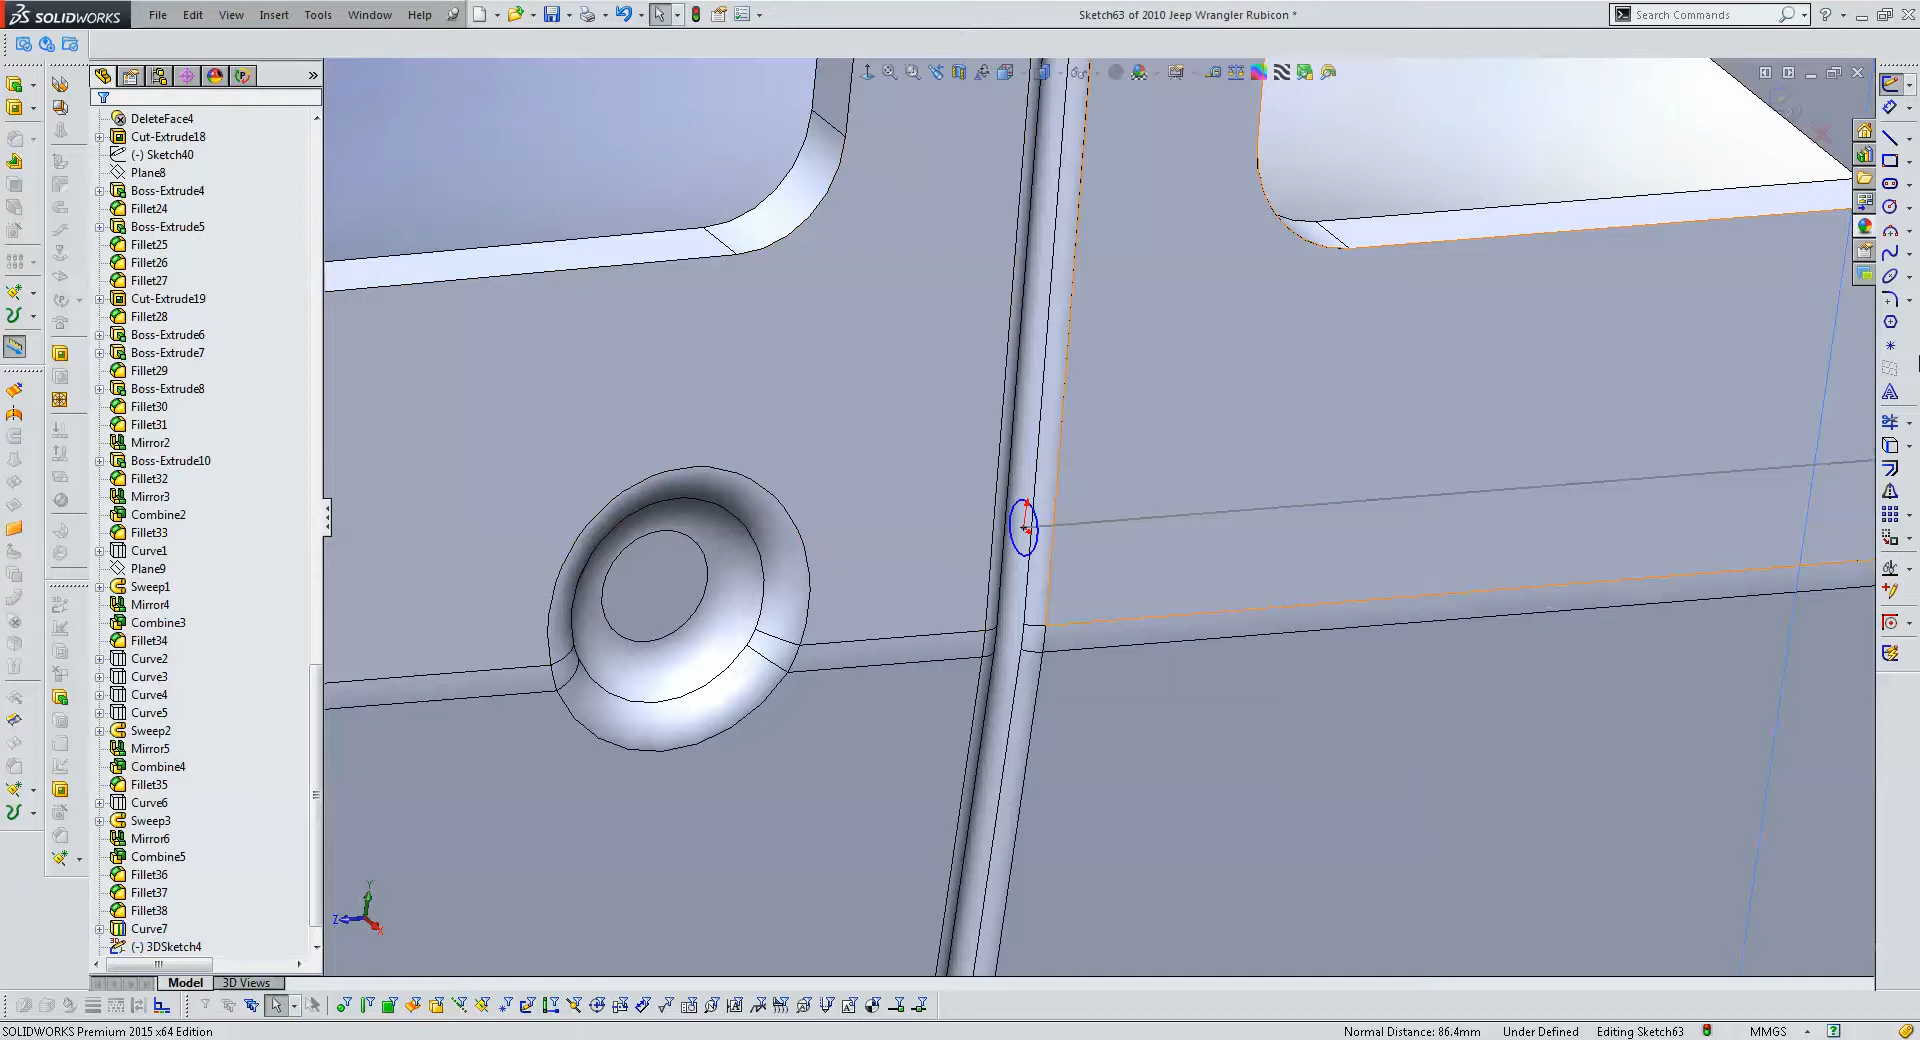 SOLIDWORKS
File Edit View Insert Tools Window Help
Sketch63 of 2010 Jeep Wrangler Rubicon *
Search Commands
DeleteFace4
Cut-Extrude18
(-) Sketch40
Plane8
Boss-Extrude4
Fillet24
Boss-Extrude5
Fillet25
Fillet26
Fillet27
Cut-Extrude19
Fillet28
Boss-Extrude6
Boss-Extrude7
Fillet29
Boss-Extrude8
Fillet30
Fillet31
Mirror2
Boss-Extrude10
Fillet32
Mirror3
Combine2
Fillet33
Curve1
Plane9
Sweep1
Mirror4
Combine3
Fillet34
Curve2
Curve3
Curve4
Curve5
Sweep2
Mirror5
Combine4
Fillet35
Curve6
Sweep3
Mirror6
Combine5
Fillet36
Fillet37
Fillet38
Curve7
(-) 3DSketch4
Y
Z
X
Model 3D Views
SOLIDWORKS Premium 2015 x64 Edition
Normal Distance: 86.4mm Under Defined Editing Sketch63 MMGS